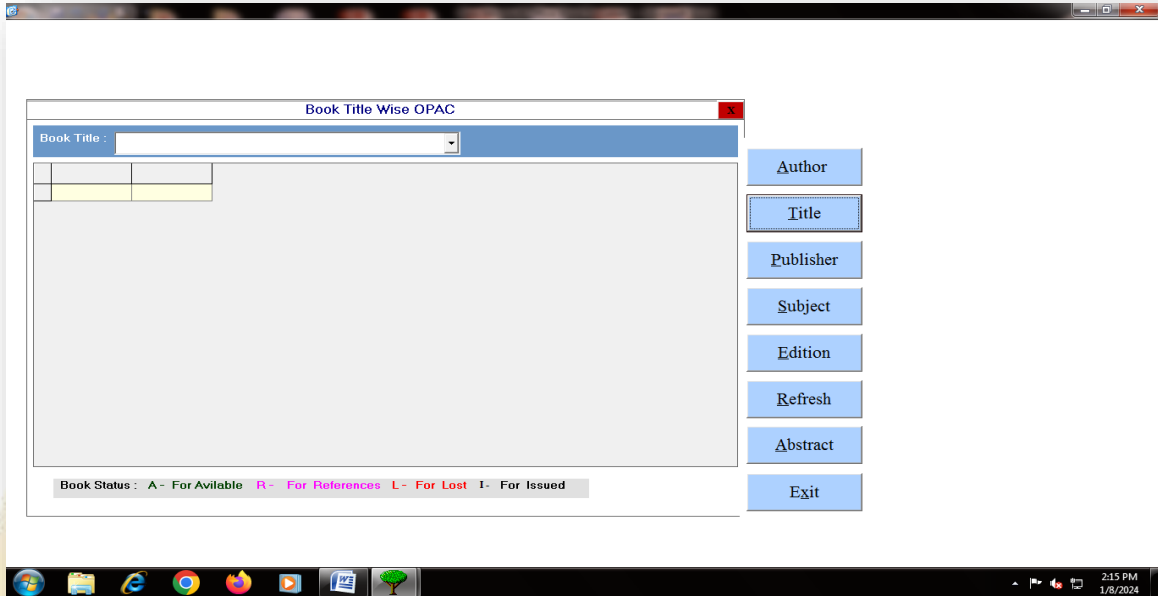 Book Title Wise OPAC
X
Book Title :
Author
Title
Publisher
Subject
Edition
Refresh
Abstract
Exit
Book Status : A - For Avilable R - For References L - For Lost I- For Issued
2:15 PM
1/8/2024